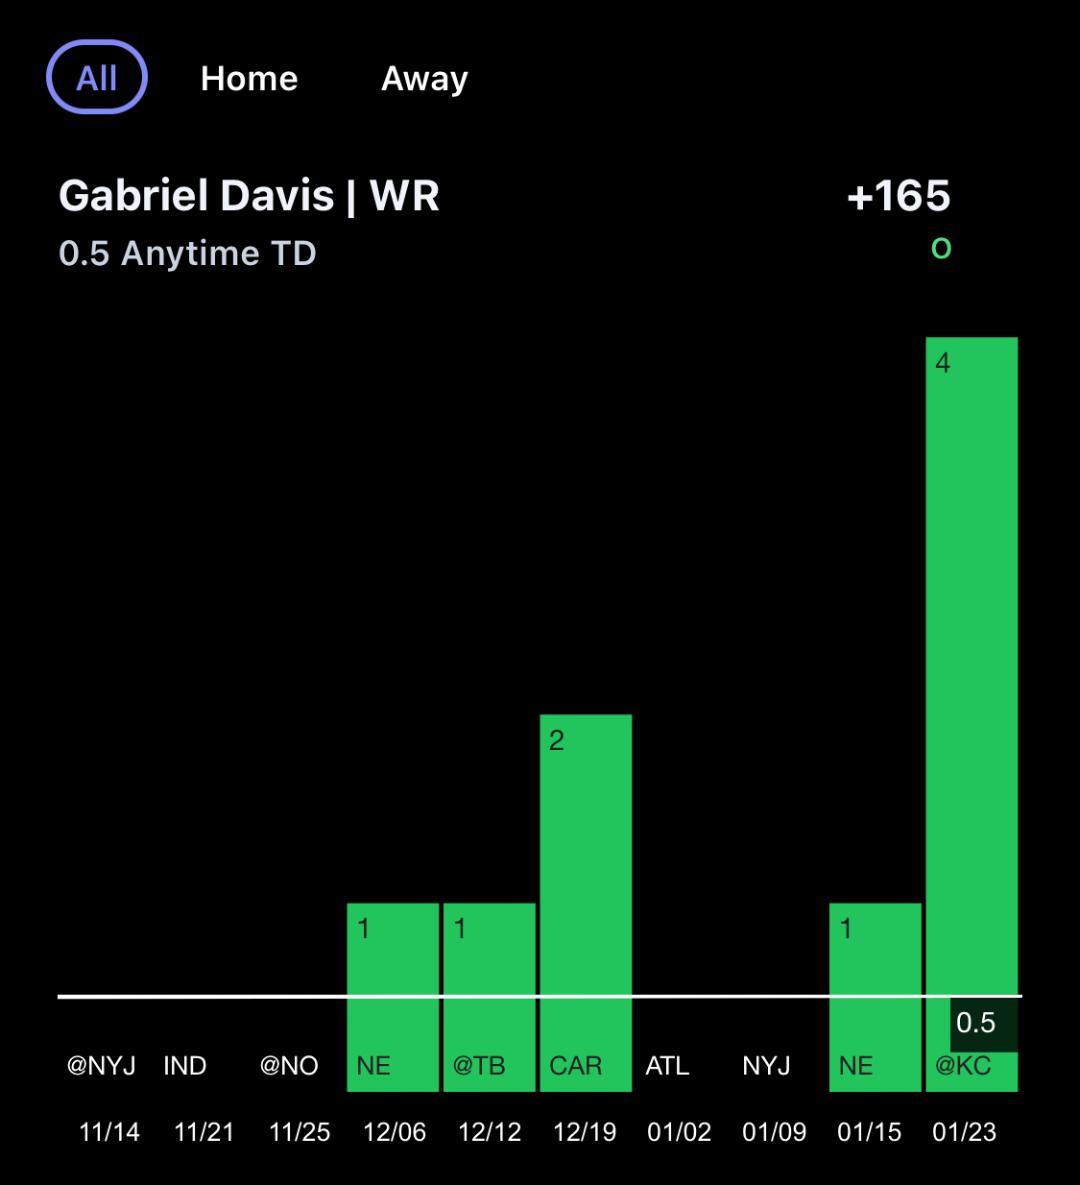 All Home Away
Gabriel Davis | WR +165
0.5 Anytime TD O
4
2
1 1 1
0.5
@NYJ IND @NO NE @TB CAR ATL NYJ NE @KC
11/14 11/21 11/25 12/06 12/12 12/19 01/02 01/09 01/15 01/23